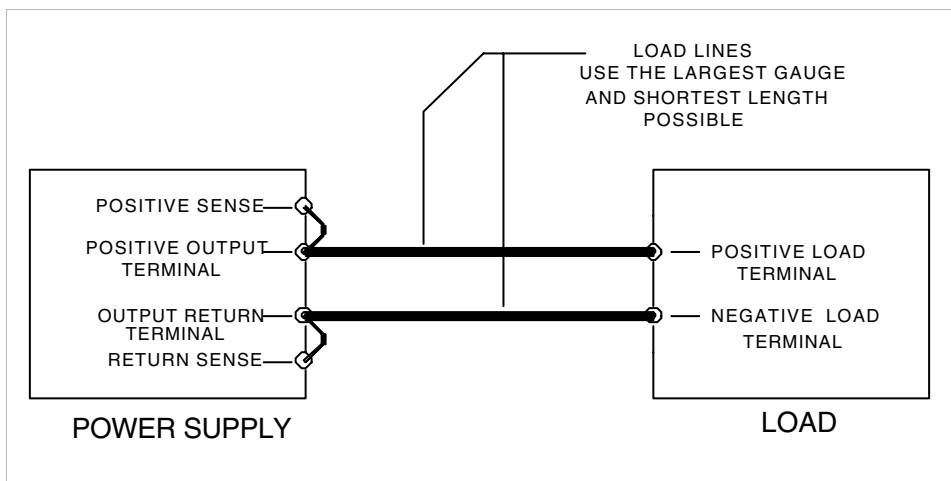 LOAD LINES
USE THE LARGEST GAUGE
AND SHORTEST LENGTH
POSSIBLE
POSITIVE SENSE
POSITIVE OUTPUT
TERMINAL
OUTPUT RETURN
TERMINAL
RETURN SENSE
POSITIVE LOAD
TERMINAL
NEGATIVE LOAD
TERMINAL
POWER SUPPLY
LOAD